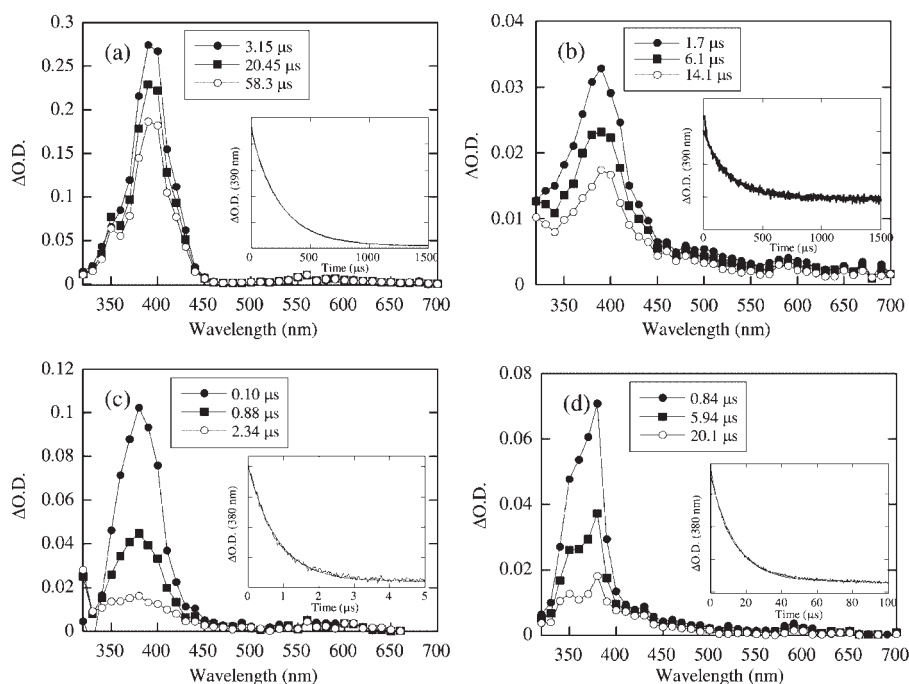 (a)
3.15 μs
20.45 μs
58.3 μs
0.3
0.25
0.2
0.15
0.1
0.05
0
ΔO.D.
350 400 450 500 550 600 650 700
Wavelength (nm)
ΔO.D. (390 nm)
0 500 1000 1500
Time (μs)
(b)
1.7 μs
6.1 μs
14.1 μs
0.04
0.03
0.02
0.01
0
ΔO.D.
350 400 450 500 550 600 650 700
Wavelength (nm)
ΔO.D. (390 nm)
0 500 1000 1500
Time (μs)
(c)
0.10 μs
0.88 μs
2.34 μs
0.12
0.1
0.08
0.06
0.04
0.02
0
ΔO.D.
350 400 450 500 550 600 650 700
Wavelength (nm)
ΔO.D. (380 nm)
0 1 2 3 4 5
Time (μs)
(d)
0.84 μs
5.94 μs
20.1 μs
0.08
0.06
0.04
0.02
0
ΔO.D.
350 400 450 500 550 600 650 700
Wavelength (nm)
ΔO.D. (380 nm)
0 20 40 60 80 100
Time (μs)